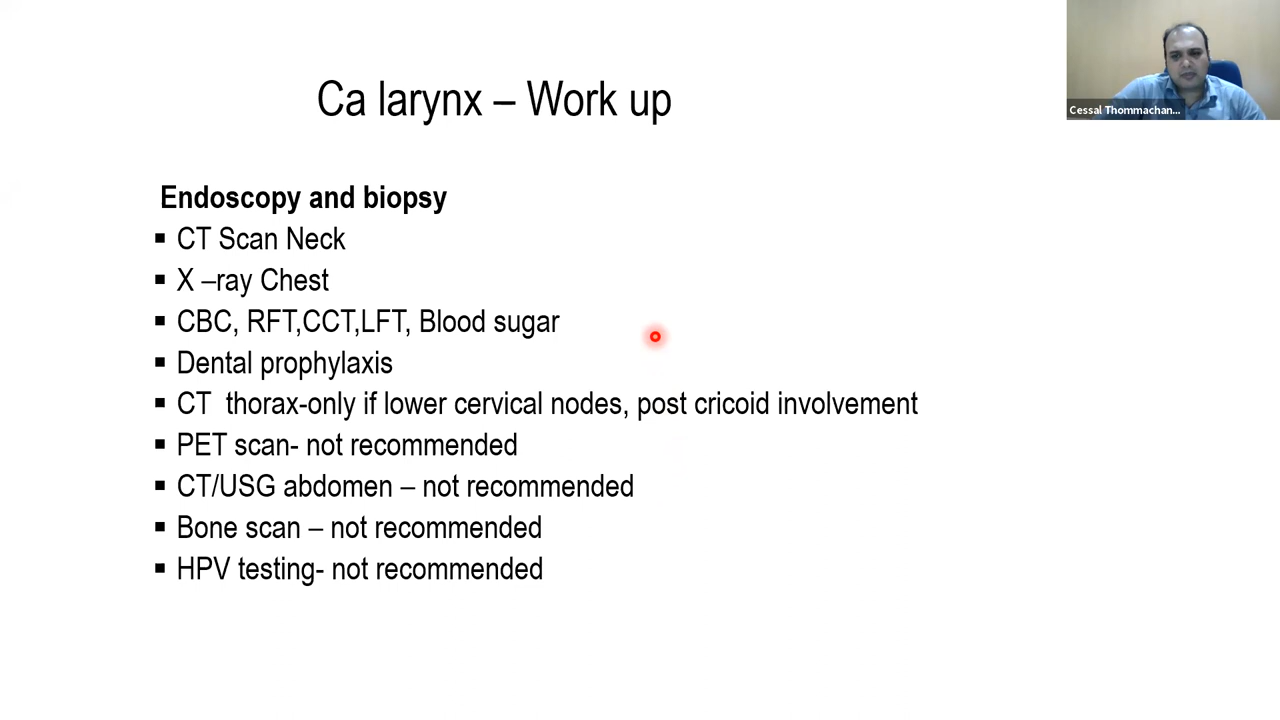 Ca larynx – Work up
Cessal Thommachan...
Endoscopy and biopsy
▪ CT Scan Neck
▪ X –ray Chest
▪ CBC, RFT,CCT,LFT, Blood sugar
▪ Dental prophylaxis
▪ CT  thorax-only if lower cervical nodes, post cricoid involvement
▪ PET scan- not recommended
▪ CT/USG abdomen – not recommended
▪ Bone scan – not recommended
▪ HPV testing- not recommended